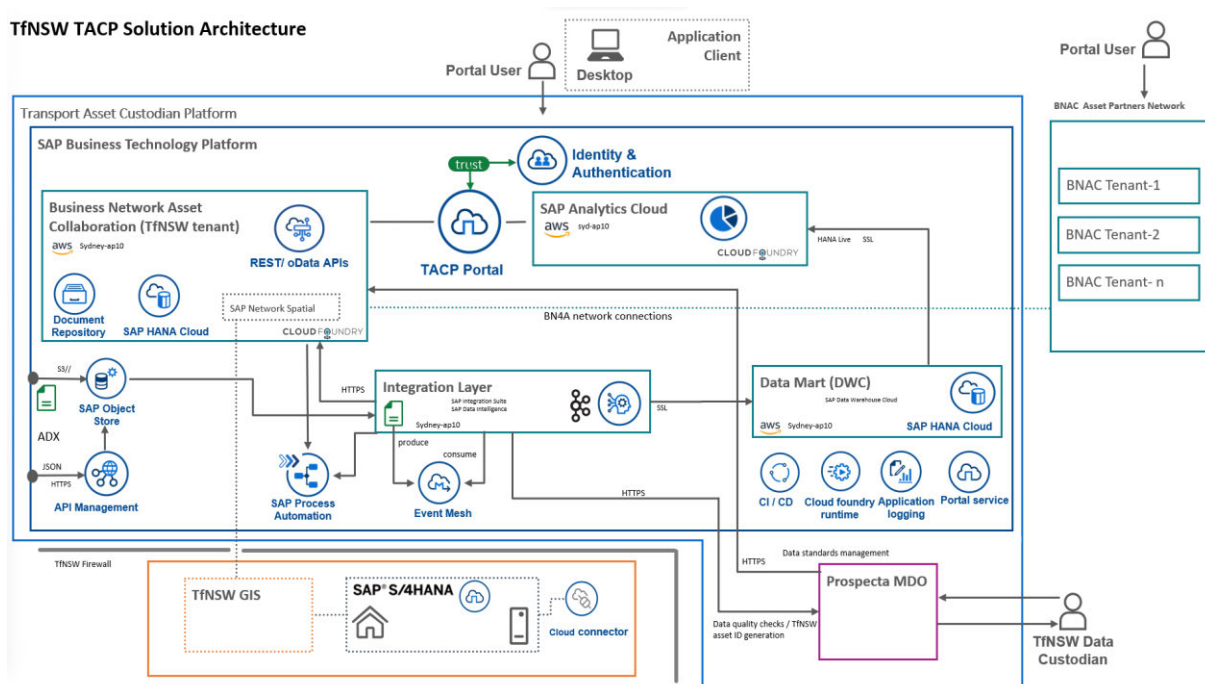 TfNSW TACP Solution Architecture
Portal User
Application
Client
Desktop
Portal User
BNAC Asset Partners Network
BNAC Tenant-1
BNAC Tenant-2
BNAC Tenant- n
Transport Asset Custodian Platform
SAP Business Technology Platform
trust
Identity &
Authentication
Business Network Asset
Collaboration (TfNSW tenant)
aws Sydney-ap10
REST/ oData APIs
Document
Repository
SAP HANA Cloud
SAP Network Spatial
CLOUD FOUNDRY
TACP Portal
SAP Analytics Cloud
aws syd-ap10
CLOUD FOUNDRY
HANA Live SSL
BN4A network connections
SS//
SAP Object
Store
ADX
JSON
HTTPS
API Management
HTTPS
Integration Layer
SAP Integration Suite
SAP Data Intelligence
Sydney-ap10
produce
consume
SAP Process
Automation
Event Mesh
SSL
HTTPS
Data Mart (DWC)
SAP Data Warehouse Cloud
aws Sydney-ap10
SAP HANA Cloud
CI / CD
Cloud foundry
runtime
Application
logging
Portal service
TfNSW Firewall
TfNSW GIS
SAP® S/4HANA
Cloud connector
Data standards management
HTTPS
Prospecta MDO
Data quality checks / TfNSW
asset ID generation
TfNSW Data
Custodian